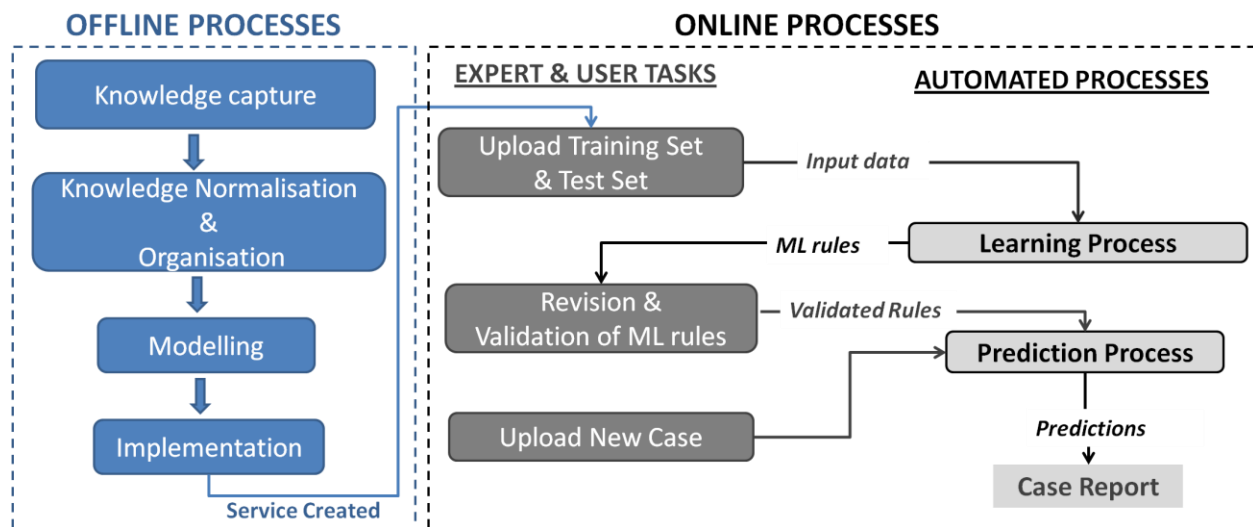 OFFLINE PROCESSES
Knowledge capture
Knowledge Normalisation
&
Organisation
Modelling
Implementation
Service Created
ONLINE PROCESSES
EXPERT & USER TASKS
AUTOMATED PROCESSES
Upload Training Set
& Test Set
Input data
Learning Process
ML rules
Revision &
Validation of ML rules
Validated Rules
Prediction Process
Upload New Case
Predictions
Case Report